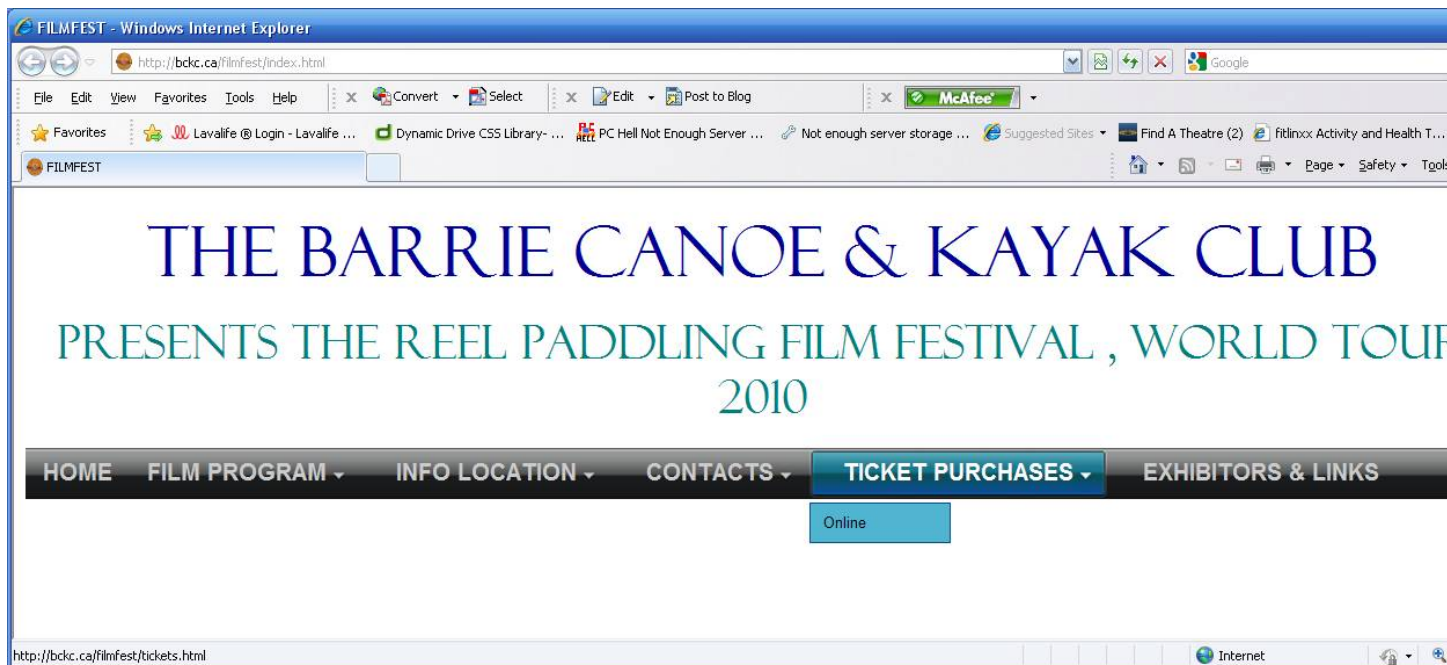 FILMFEST - Windows Internet Explorer
http://bckc.ca/filmfest/index.html Google
File Edit View Favorites Tools Help X Convert Select X Edit Post to Blog X McAfee
Favorites Lavalife ® Login - Lavalife ... Dynamic Drive CSS Library- ... PC Hell Not Enough Server ... Not enough server storage ... Suggested Sites Find A Theatre (2) fitlinxx Activity and Health T...
FILMFEST Page Safety Tools
THE BARRIE CANOE & KAYAK CLUB
PRESENTS THE REEL PADDLING FILM FESTIVAL , WORLD TOUR
2010
HOME FILM PROGRAM INFO LOCATION CONTACTS TICKET PURCHASES EXHIBITORS & LINKS
Online
http://bckc.ca/filmfest/tickets.html Internet